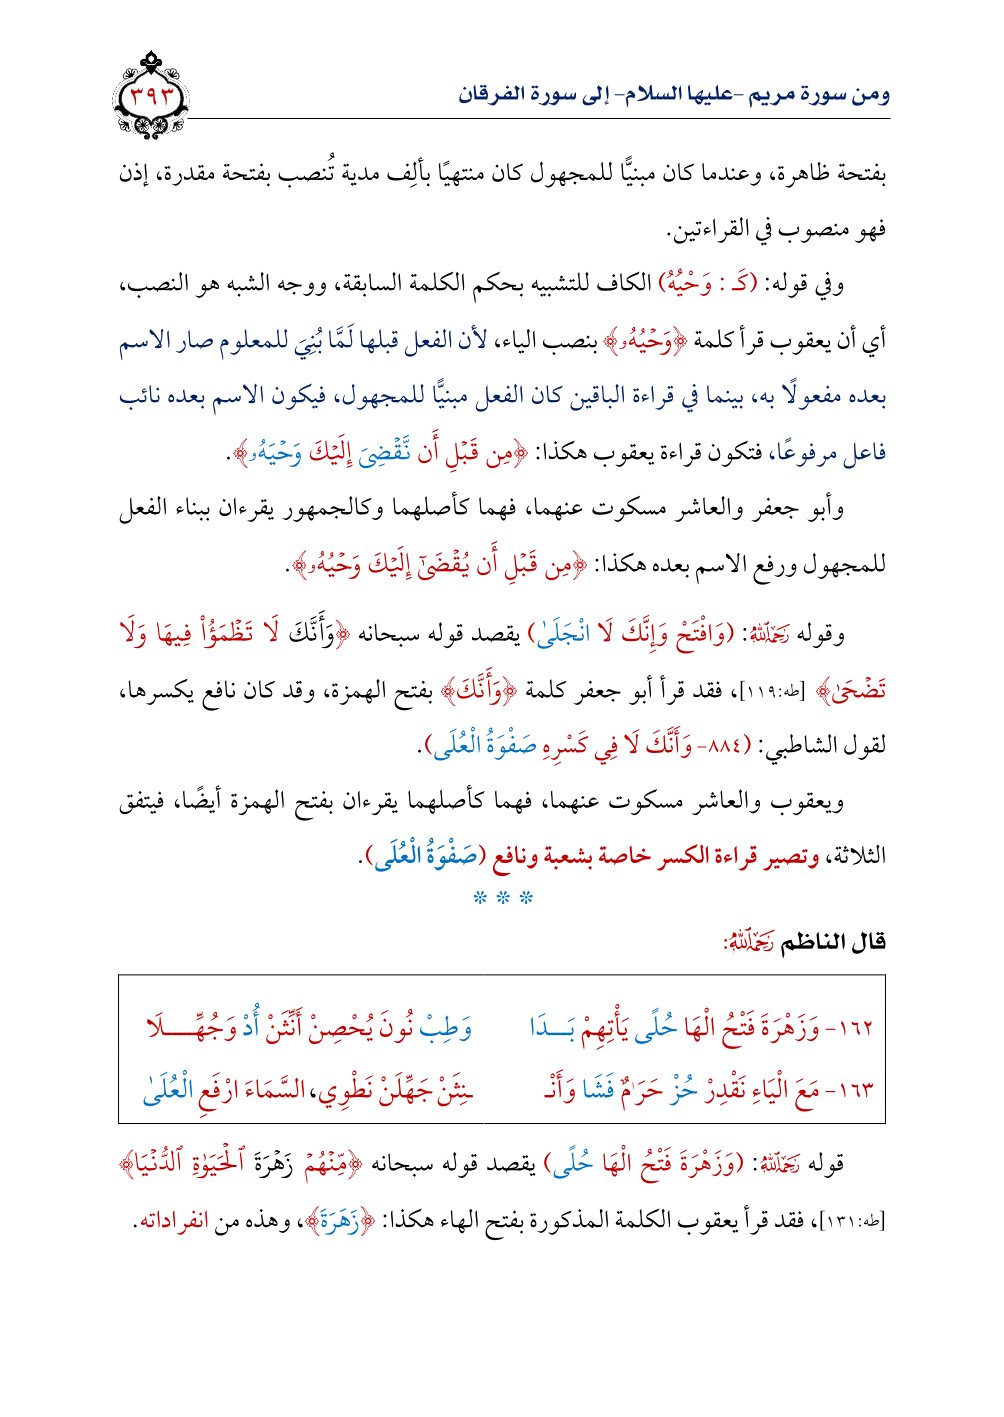 ومن سورة مريم -عليها السلام- إلى سورة الفرقان
٣٩٣
بفتحة ظاهرة، وعندما كان مبنيًّا للمجهول كان منتهيًا بألِف مدية تُنصب بفتحة مقدرة، إذن
فهو منصوب في القراءتين.
وفي قوله: (كَـ : وَحْيُهُ) الكاف للتشبيه بحكم الكلمة السابقة، ووجه الشبه هو النصب،
أي أن يعقوب قرأ كلمة ﴿وَحْيُهُۥ﴾ بنصب الياء، لأن الفعل قبلها لَمَّا بُنِيَ للمعلوم صار الاسم
بعده مفعولًا به، بينما في قراءة الباقين كان الفعل مبنيًّا للمجهول، فيكون الاسم بعده نائب
فاعل مرفوعًا، فتكون قراءة يعقوب هكذا: ﴿مِن قَبْلِ أَن نَّقْضِىَ إِلَيْكَ وَحْيَهُۥ﴾.
وأبو جعفر والعاشر مسكوت عنهما، فهما كأصلهما وكالجمهور يقرءان ببناء الفعل
للمجهول ورفع الاسم بعده هكذا: ﴿مِن قَبْلِ أَن يُقْضَىٰٓ إِلَيْكَ وَحْيُهُۥ﴾.
وقوله رَحِمَهُ ٱللَّهُ: (وَافْتَحْ وَإِنَّكَ لَا انْجَلَىٰ) يقصد قوله سبحانه ﴿وَأَنَّكَ لَا تَظْمَؤُا۟ فِيهَا وَلَا
تَضْحَىٰ﴾ [طه:١١٩]، فقد قرأ أبو جعفر كلمة ﴿وَأَنَّكَ﴾ بفتح الهمزة، وقد كان نافع يكسرها،
لقول الشاطبي: (٨٨٤- وَأَنَّكَ لَا فِي كَسْرِهِ صَفْوَةُ الْعُلَى).
ويعقوب والعاشر مسكوت عنهما، فهما كأصلهما يقرءان بفتح الهمزة أيضًا، فيتفق
الثلاثة، وتصير قراءة الكسر خاصة بشعبة ونافع (صَفْوَةُ الْعُلَى).
* * *
قال الناظم رَحِمَهُ ٱللَّهُ:
١٦٢- وَزَهْرَةَ فَتْحُ الْهَا حُلًى يَأْتِهِمْ بَــدَا وَطِبْ نُونَ يُحْصِنْ أَنِّثَنْ أُدْ وَجُهِّـــلَا
١٦٣- مَعَ الْيَاءِ نَقْدِرْ حُزْ حَرَٰمٌ فَشَا وَأَنْـ ـنِثَنْ جَهِّلَنْ نَطْوِي، السَّمَاءَ ارْفَعِ الْعُلَىٰ
قوله رَحِمَهُ ٱللَّهُ: (وَزَهْرَةَ فَتْحُ الْهَا حُلًى) يقصد قوله سبحانه ﴿مِّنْهُمْ زَهْرَةَ ٱلْحَيَوٰةِ ٱلدُّنْيَا﴾
[طه:١٣١]، فقد قرأ يعقوب الكلمة المذكورة بفتح الهاء هكذا: ﴿زَهَرَةَ﴾، وهذه من انفراداته.